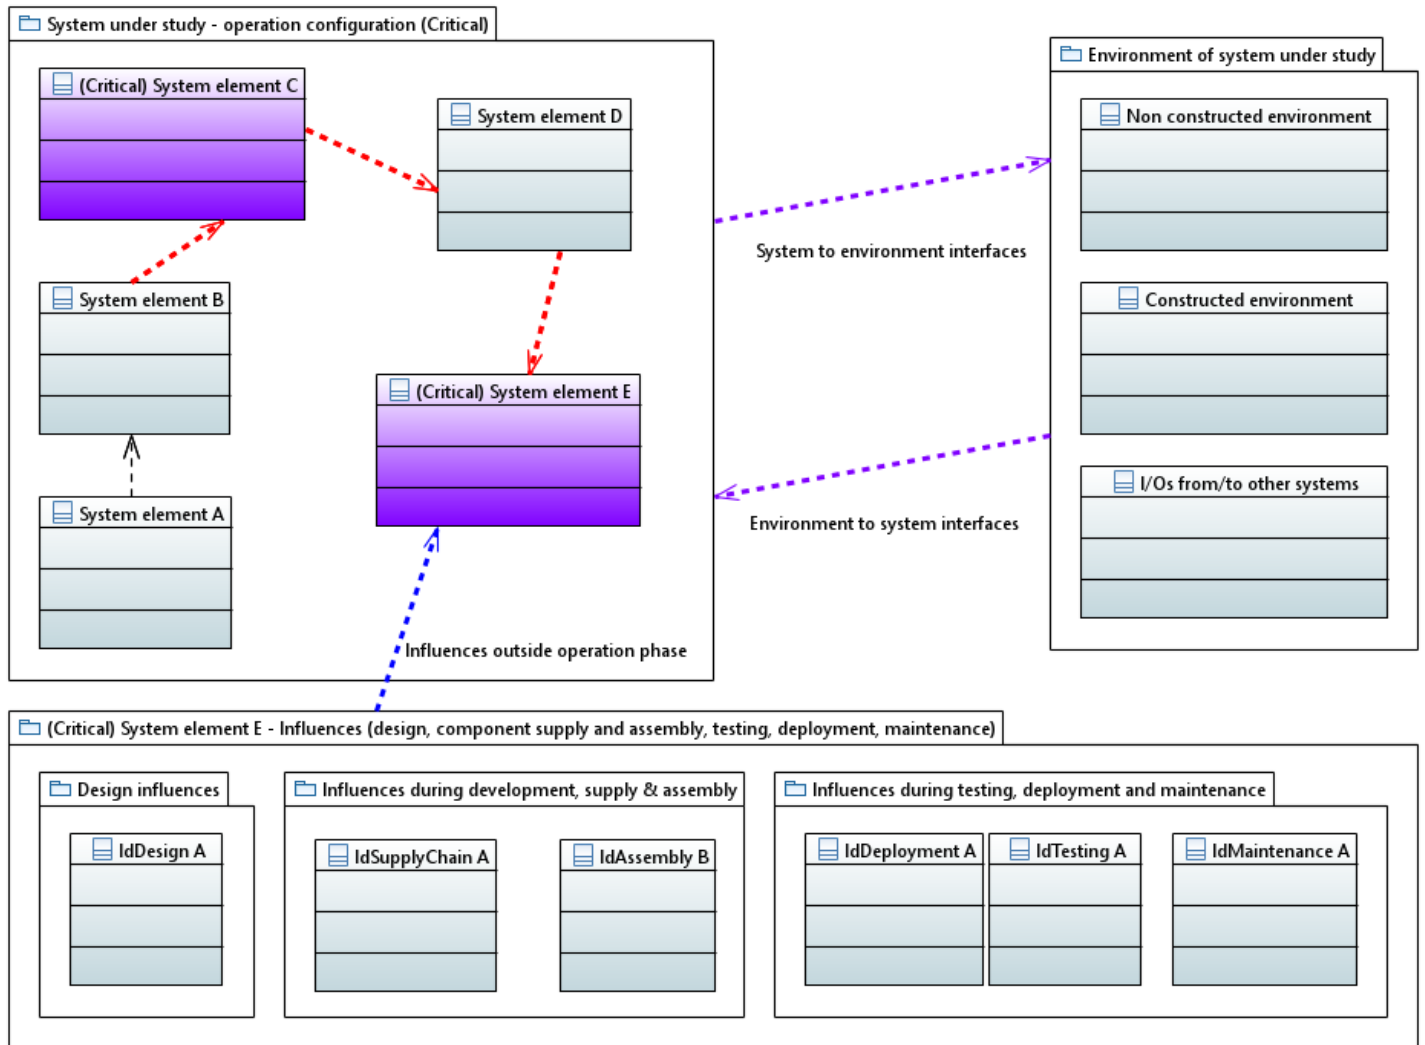 System under study - operation configuration (Critical)
(Critical) System element C
System element D
System element B
(Critical) System element E
System element A
Influences outside operation phase
System to environment interfaces
Environment to system interfaces
Environment of system under study
Non constructed environment
Constructed environment
I/Os from/to other systems
(Critical) System element E - Influences (design, component supply and assembly, testing, deployment, maintenance)
Design influences
IdDesign A
Influences during development, supply & assembly
IdSupplyChain A
IdAssembly B
Influences during testing, deployment and maintenance
IdDeployment A
IdTesting A
IdMaintenance A